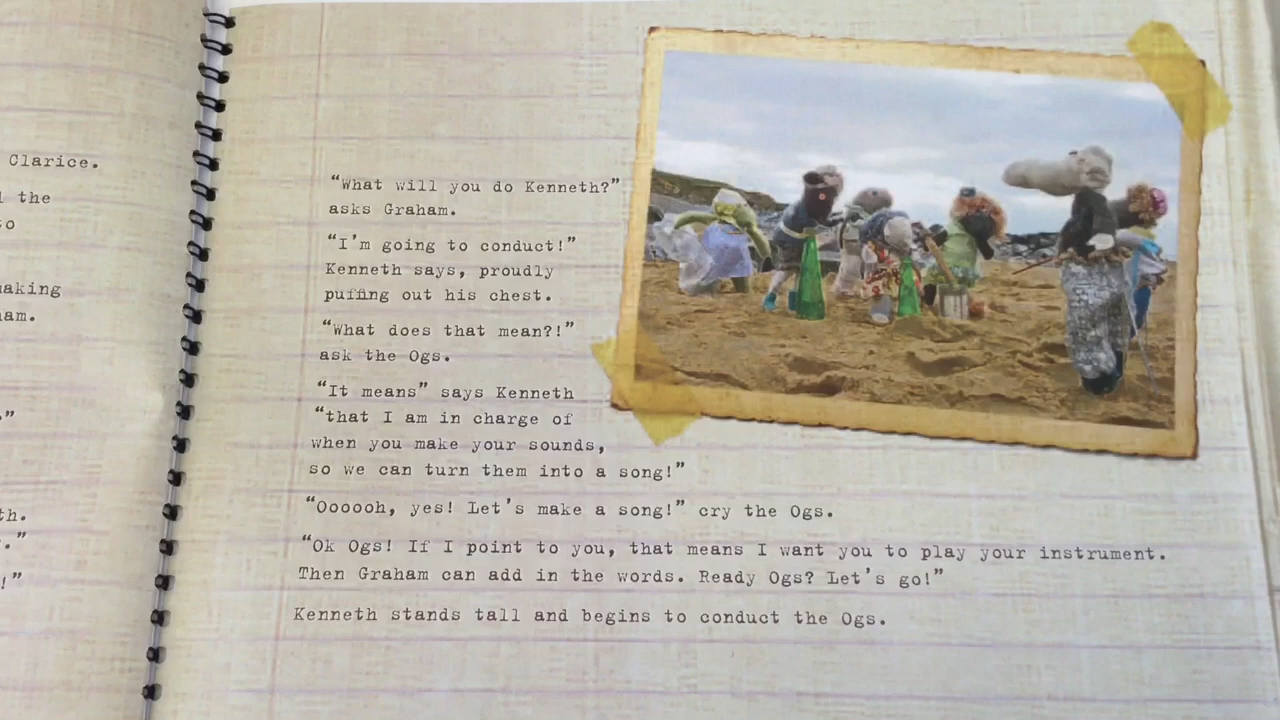 Clarice.
the
aking
am.
"What will you do Kenneth?"
asks Graham.
"I'm going to conduct!"
Kenneth says, proudly
puffing out his chest.
"What does that mean?!"
ask the Ogs.
"It means" says Kenneth
"that I am in charge of
when you make your sounds,
so we can turn them into a song!"
"Oooooh, yes! Let's make a song!" cry the Ogs.
"Ok Ogs! If I point to you, that means I want you to play your instrument.
Then Graham can add in the words. Ready Ogs? Let's go!"
Kenneth stands tall and begins to conduct the Ogs.